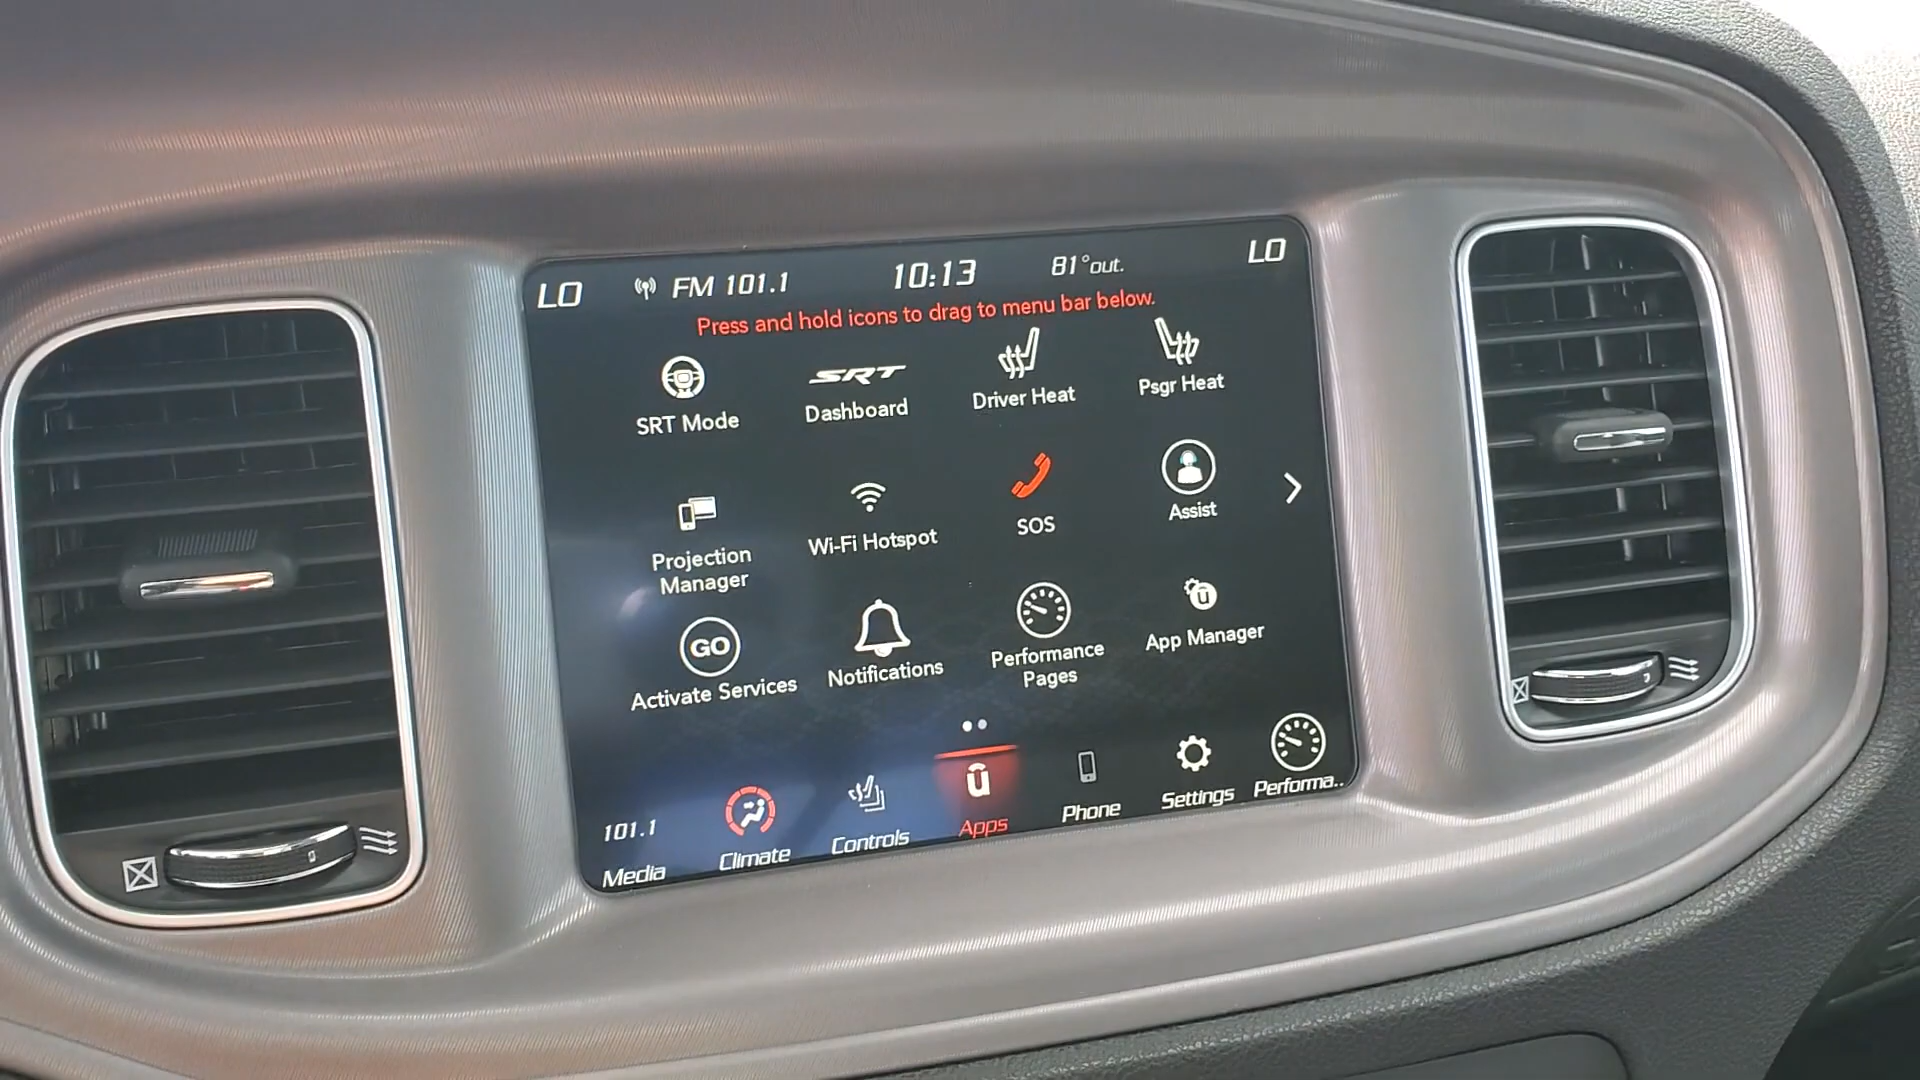 LO FM 101.1 10:13 81°out. LO
Press and hold icons to drag to menu bar below.
SRT Mode
SRT
Dashboard
Driver Heat
Psgr Heat
Projection
Manager
Wi-Fi Hotspot
SOS
Assist
GO
Activate Services
Notifications
Performance
Pages
u
App Manager
101.1
Media
Climate
Controls
u
Apps
Phone
Settings
Performa..